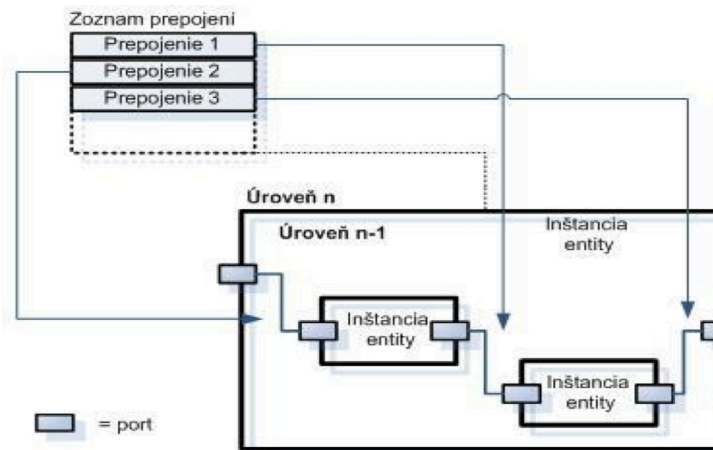 Zoznam prepojení
Prepojenie 1
Prepojenie 2
Prepojenie 3
Úroveň n
Úroveň n-1
Inštancia
entity
Inštancia
entity
Inštancia
entity
= port